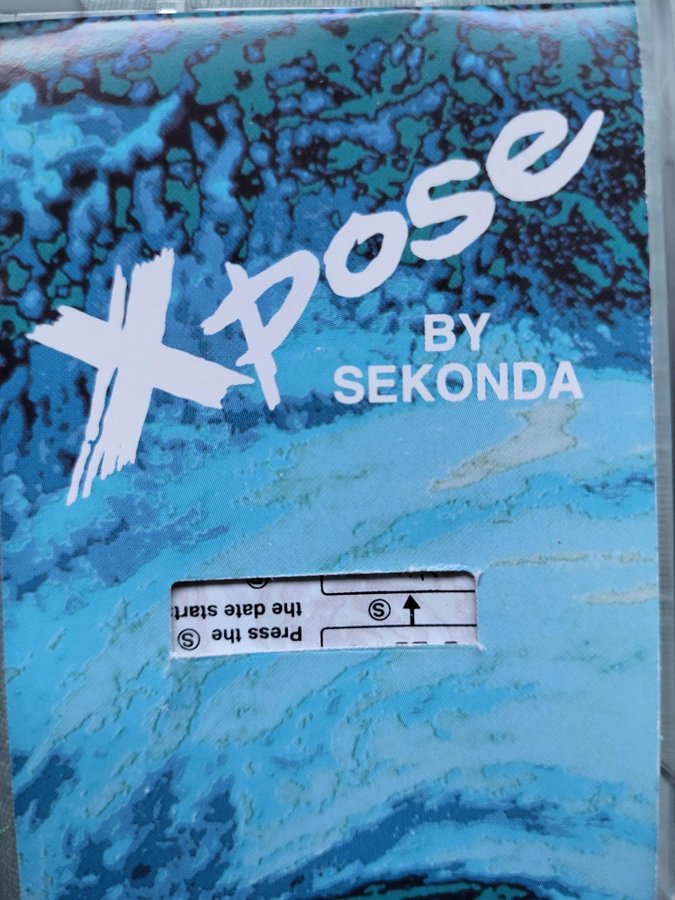 Xpose
BY
SEKONDA
Press the Ⓢ
the date starts
Ⓢ